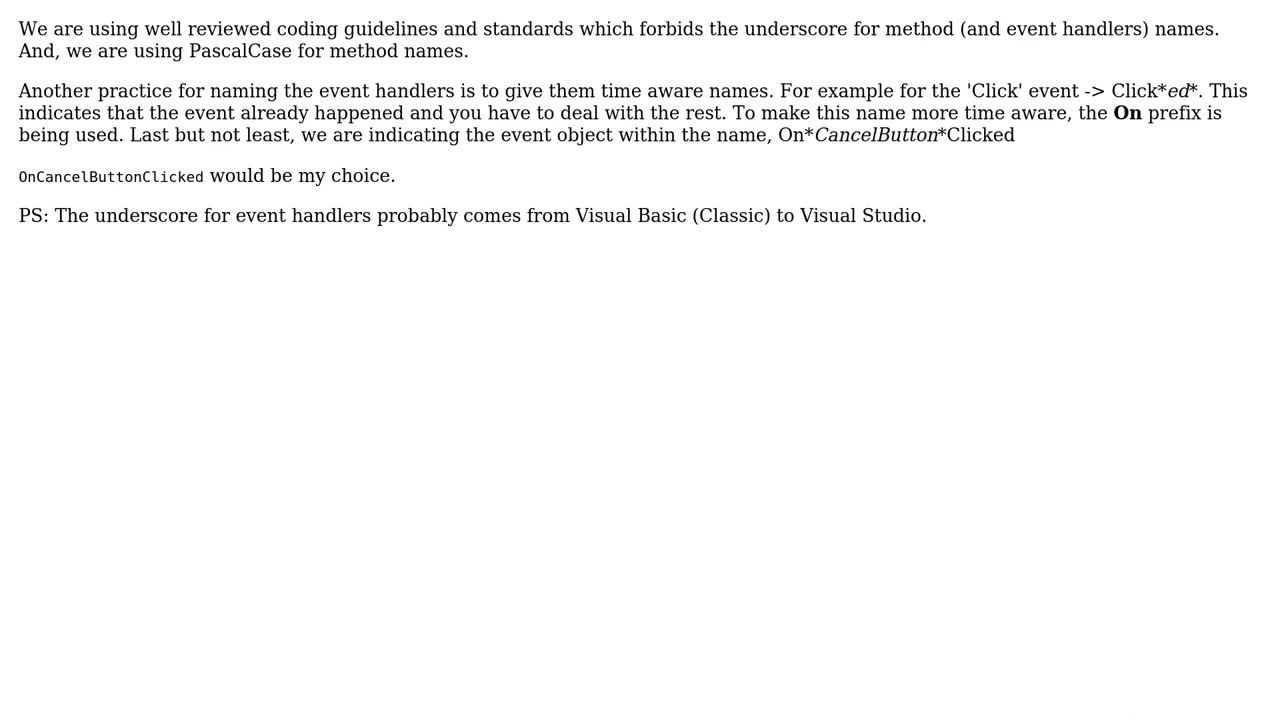 We are using well reviewed coding guidelines and standards which forbids the underscore for method (and event handlers) names.
And, we are using PascalCase for method names.
Another practice for naming the event handlers is to give them time aware names. For example for the 'Click' event -> Click*ed*. This
indicates that the event already happened and you have to deal with the rest. To make this name more time aware, the On prefix is
being used. Last but not least, we are indicating the event object within the name, On*CancelButton*Clicked
OnCancelButtonClicked would be my choice.
PS: The underscore for event handlers probably comes from Visual Basic (Classic) to Visual Studio.